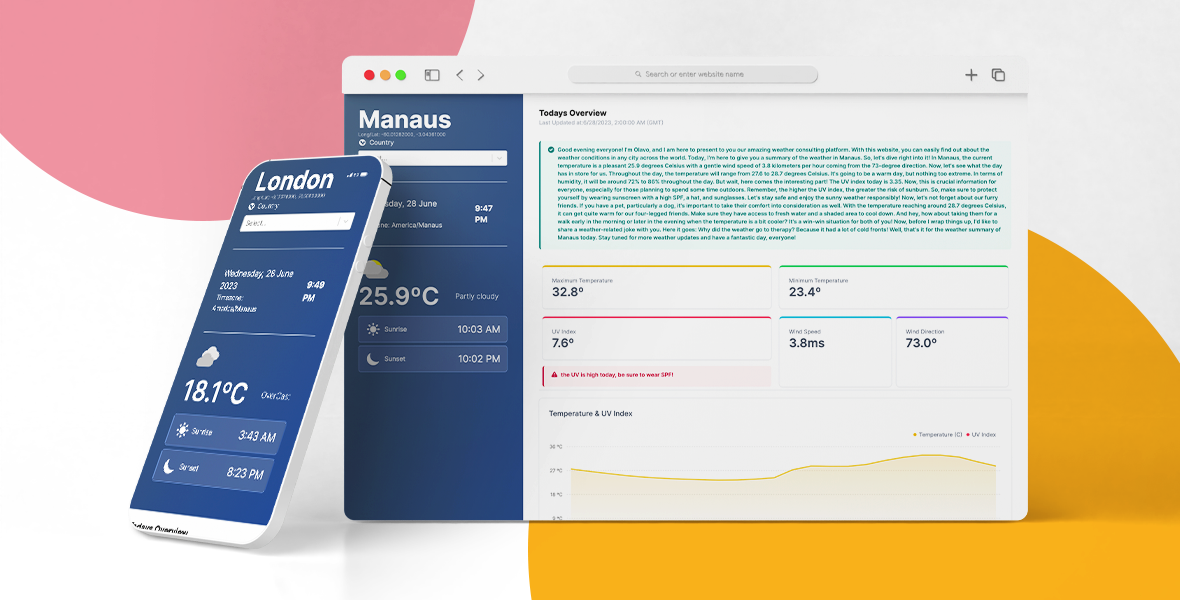 Search or enter website name
Manaus
Long/Lat: -60.01282000, -3.04361000
Country
day, 28 June
9:47
PM
ne: America/Manaus
25.9°C
Partly cloudy
Sunrise
10:03 AM
Sunset
10:02 PM
London
Country
Select...
Wednesday, 28 June
2023
9:49
PM
Timezone:
America/Manaus
18.1°C
OverCast
Sunrise
3:43 AM
Sunset
8:23 PM
Todays Overview
Todays Overview
Last Updated at 6/28/2023, 2:00:00 AM (GMT)
Good evening everyone! I'm Olavo, and I am here to present to you our amazing weather consulting platform. With this website, you can easily find out about the
weather conditions in any city across the world. Today, I'm here to give you a summary of the weather in Manaus. So, let's dive right into it! In Manaus, the current
temperature is a pleasant 25.9 degrees Celsius with a gentle wind speed of 3.8 kilometers per hour coming from the 73-degree direction. Now, let's see what the day
has in store for us. Throughout the day, the temperature will range from 27.6 to 28.7 degrees Celsius. It's going to be a warm day, but nothing too extreme. In terms of
humidity, it will be around 72% to 86% throughout the day. But wait, here comes the interesting part! The UV index today is 3.35. Now, this is crucial information for
everyone, especially for those planning to spend some time outdoors. Remember, the higher the UV index, the greater the risk of sunburn. So, make sure to protect
yourself by wearing sunscreen with a high SPF, a hat, and sunglasses. Let's stay safe and enjoy the sunny weather responsibly! Now, let's not forget about our furry
friends. If you have a pet, particularly a dog, it's important to take their comfort into consideration as well. With the temperature reaching around 28.7 degrees Celsius,
it can get quite warm for our four-legged friends. Make sure they have access to fresh water and a shaded area to cool down. And hey, how about taking them for a
walk early in the morning or later in the evening when the temperature is a bit cooler? It's a win-win situation for both of you! Now, before I wrap things up, I'd like to
share a weather-related joke with you. Here it goes: Why did the weather go to therapy? Because it had a lot of cold fronts! Well, that's it for the weather summary of
Manaus today. Stay tuned for more weather updates and have a fantastic day, everyone!
Maximum Temperature
32.8º
Minimum Temperature
23.4º
UV Index
7.6º
Wind Speed
3.8ms
Wind Direction
73.0º
the UV is high today, be sure to wear SPF!
Temperature & UV Index
Temperature (C)
UV Index
36 ºC
27 ºC
18 ºC
9 ºC